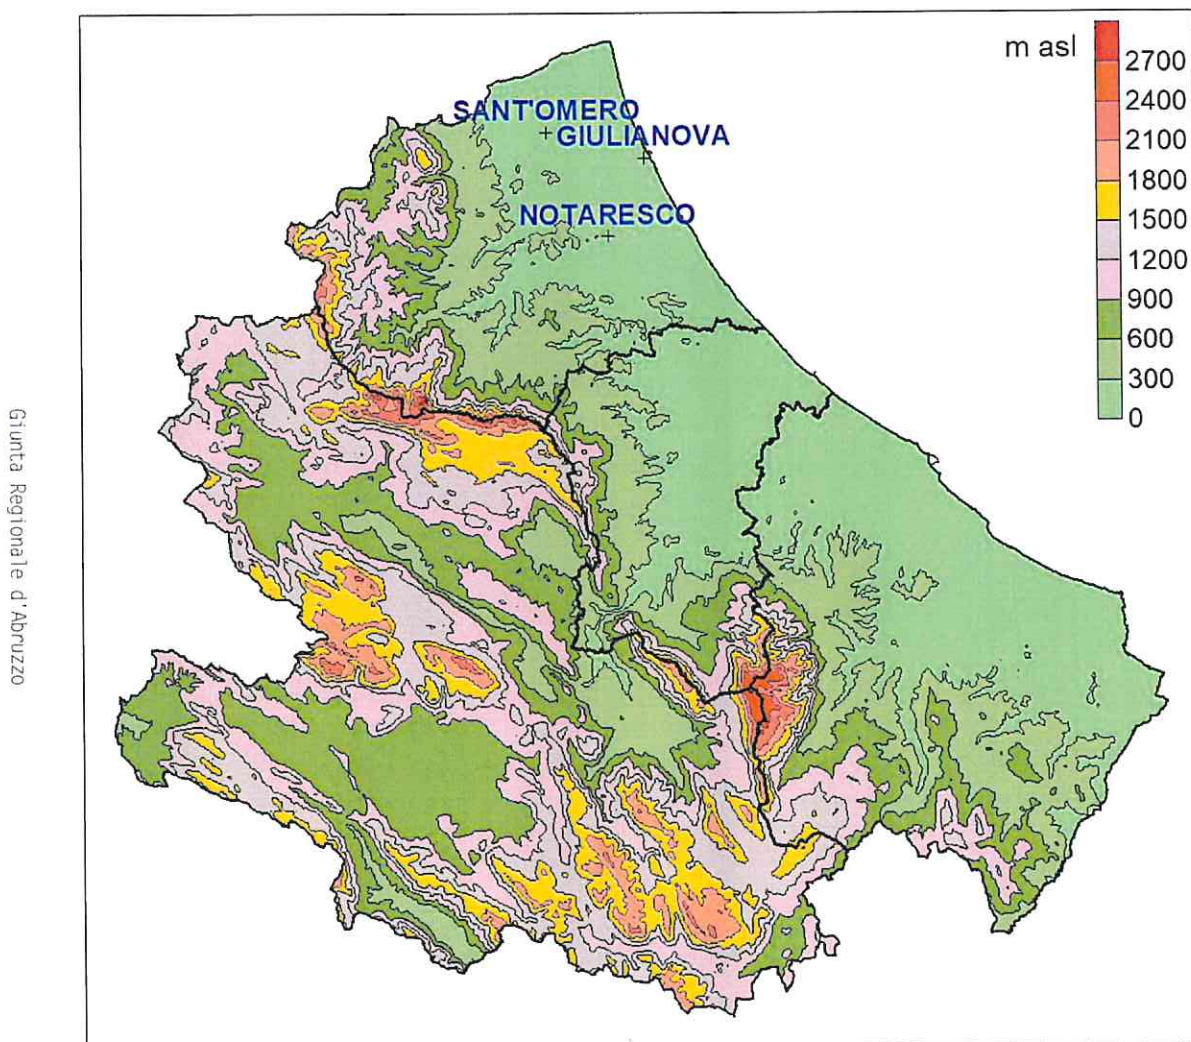 m asl
2700
2400
2100
1800
1500
1200
900
600
300
0
SANT'OMERO
GIULIANOVA
NOTARESCO
Giunta Regionale d'Abruzzo